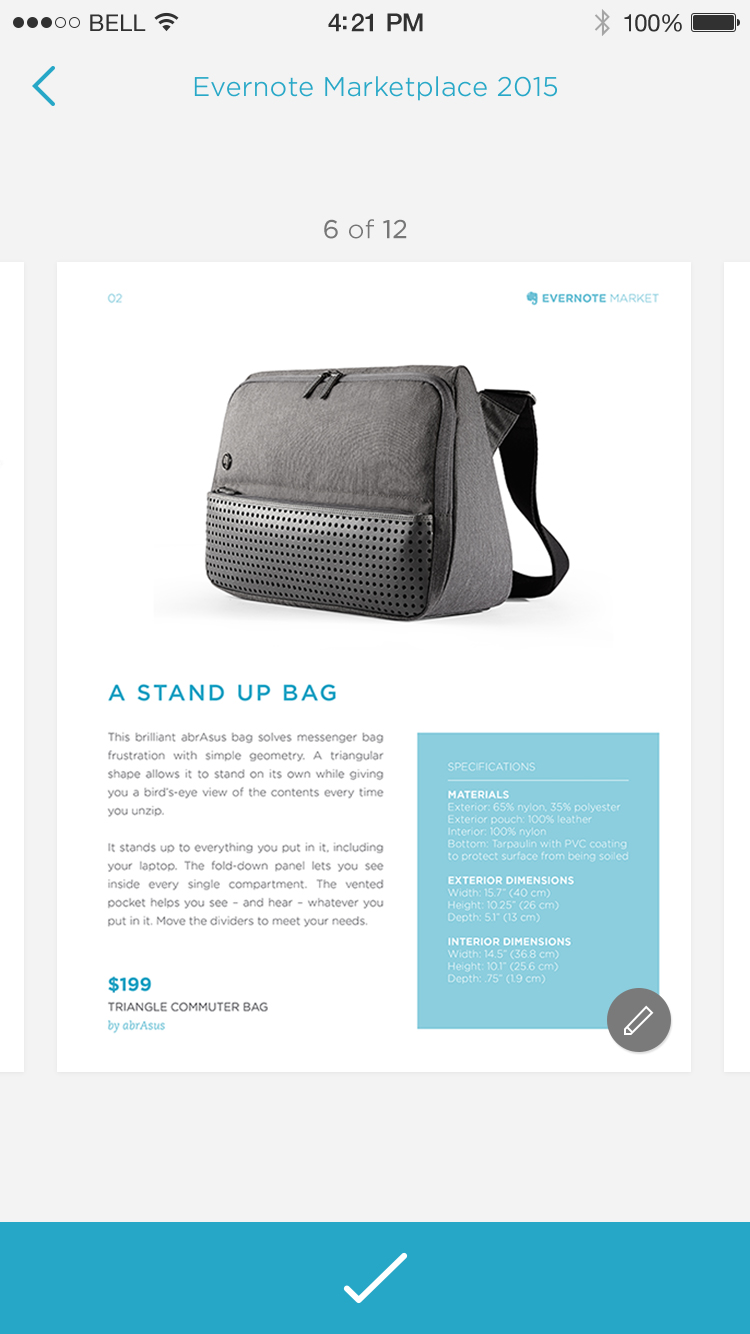 BELL 4:21 PM 100%
Evernote Marketplace 2015
6 of 12
02 EVERNOTE MARKET
A STAND UP BAG
This brilliant abrAsus bag solves messenger bag
frustration with simple geometry. A triangular
shape allows it to stand on its own while giving
you a bird's-eye view of the contents every time
you unzip.
It stands up to everything you put in it, including
your laptop. The fold-down panel lets you see
inside every single compartment. The vented
pocket helps you see – and hear – whatever you
put in it. Move the dividers to meet your needs.
$199
TRIANGLE COMMUTER BAG
by abrAsus
SPECIFICATIONS
MATERIALS
Exterior: 65% nylon, 35% polyester
Exterior pouch: 100% leather
Interior: 100% nylon
Bottom: Tarpaulin with PVC coating
to protect surface from being soiled
EXTERIOR DIMENSIONS
Width: 15.7" (40 cm)
Height: 10.25" (26 cm)
Depth: 5.1" (13 cm)
INTERIOR DIMENSIONS
Width: 14.5" (36.8 cm)
Height: 10.1" (25.6 cm)
Depth: .75" (1.9 cm)